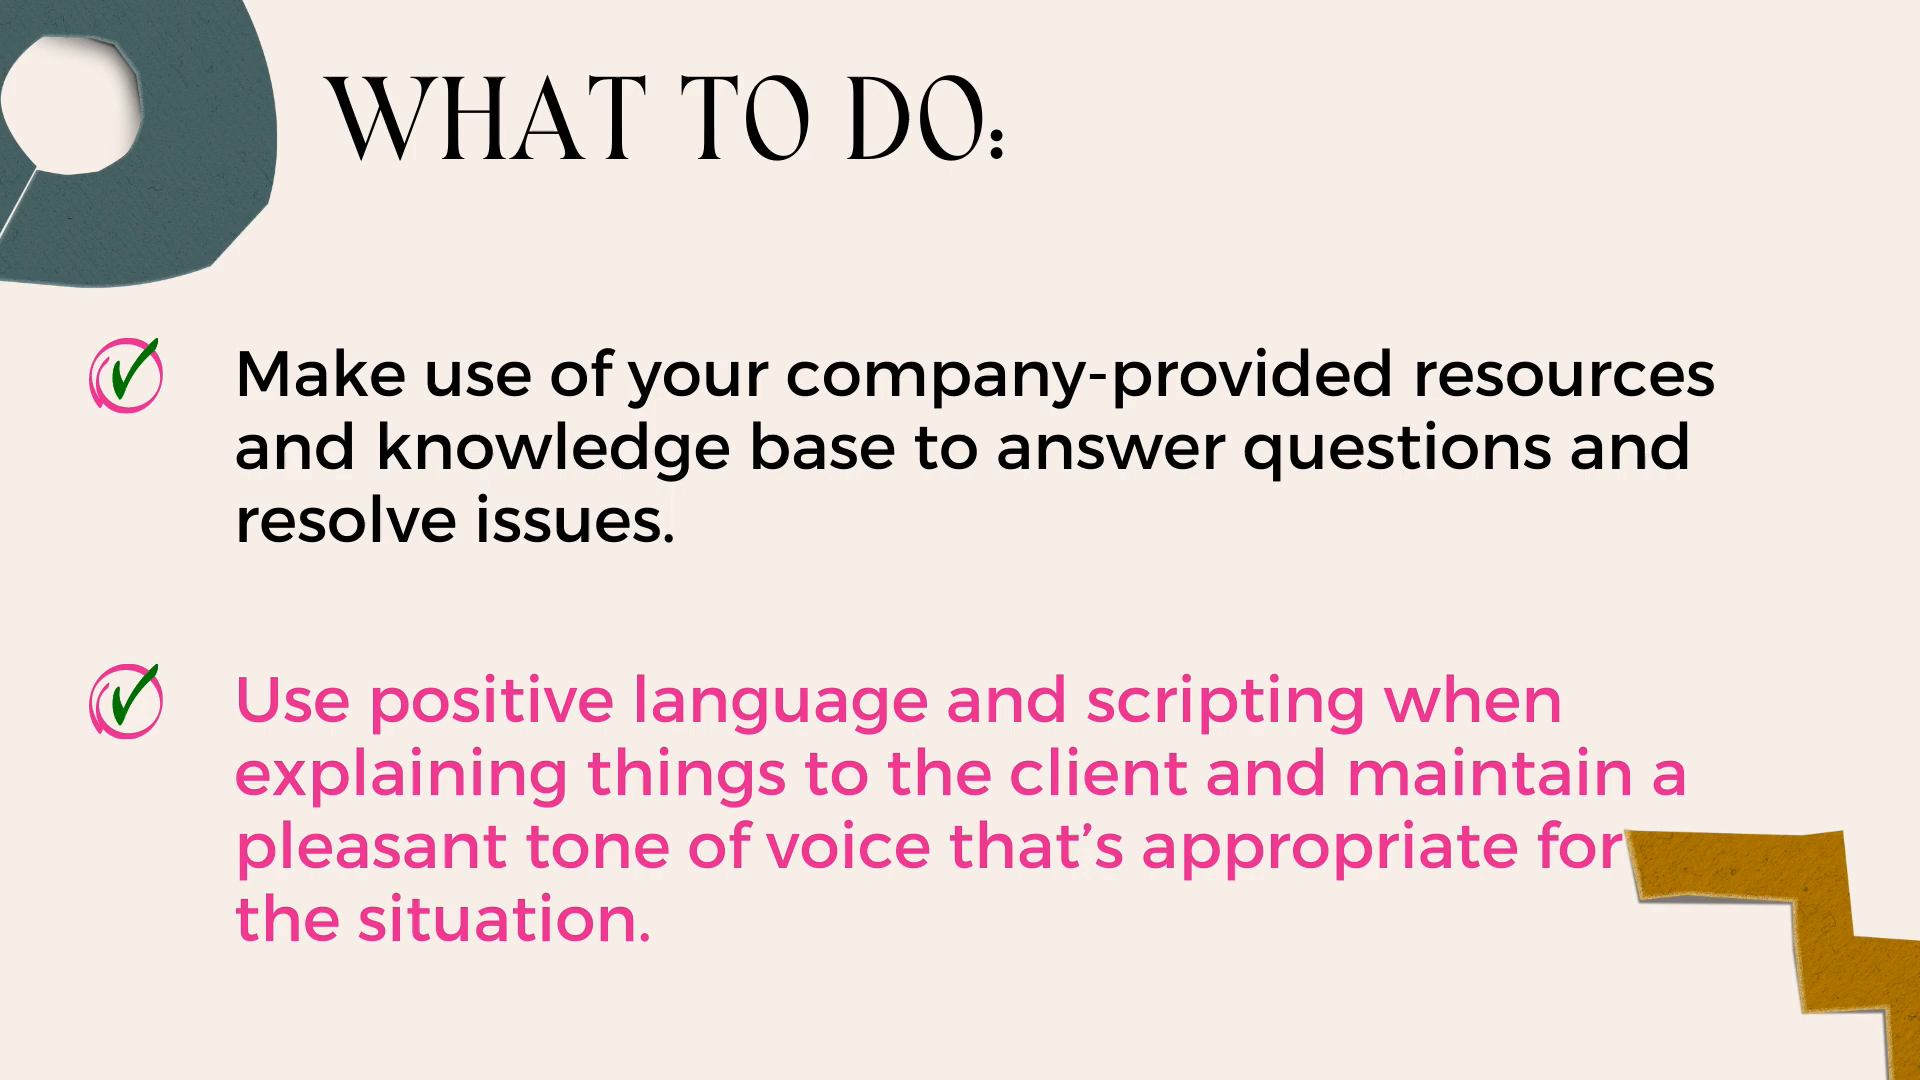 WHAT TO DO:
Make use of your company-provided resources
and knowledge base to answer questions and
resolve issues.
Use positive language and scripting when
explaining things to the client and maintain a
pleasant tone of voice that’s appropriate for
the situation.